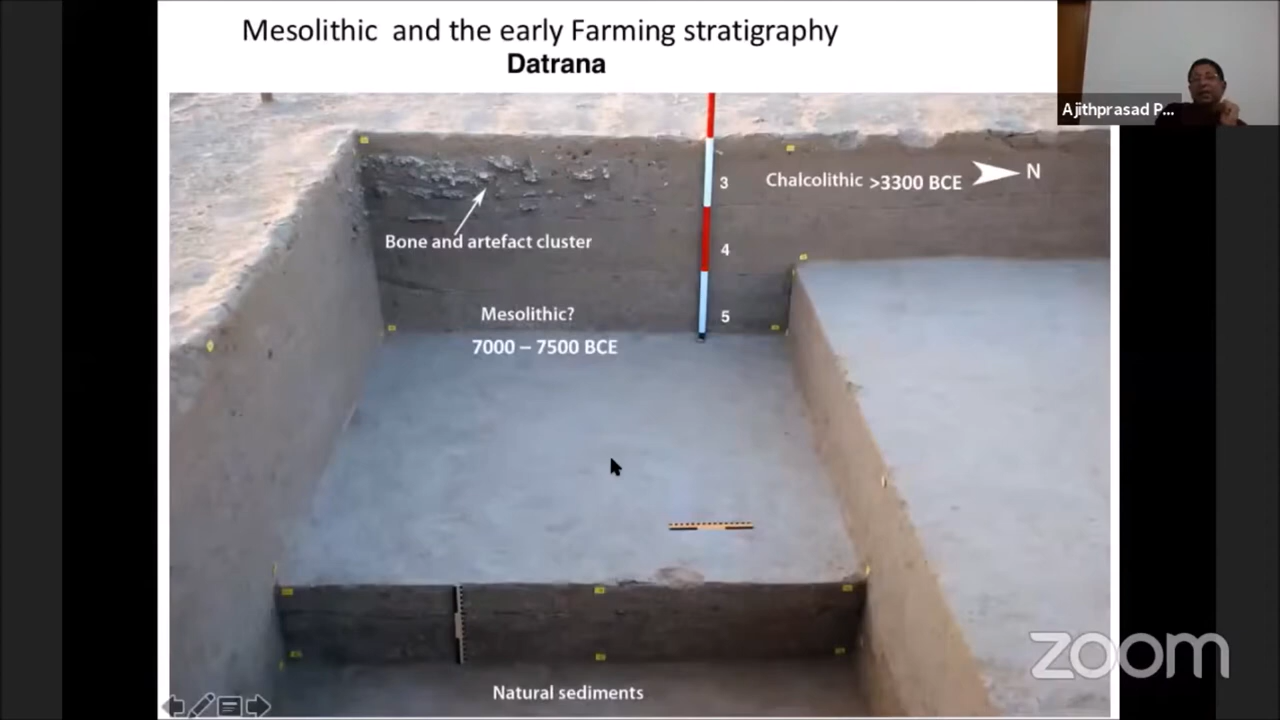 Mesolithic and the early Farming stratigraphy
Datrana
Ajithprasad P...
3
Chalcolithic >3300 BCE
N
4
Bone and artefact cluster
Mesolithic?
5
7000 – 7500 BCE
zoom
Natural sediments